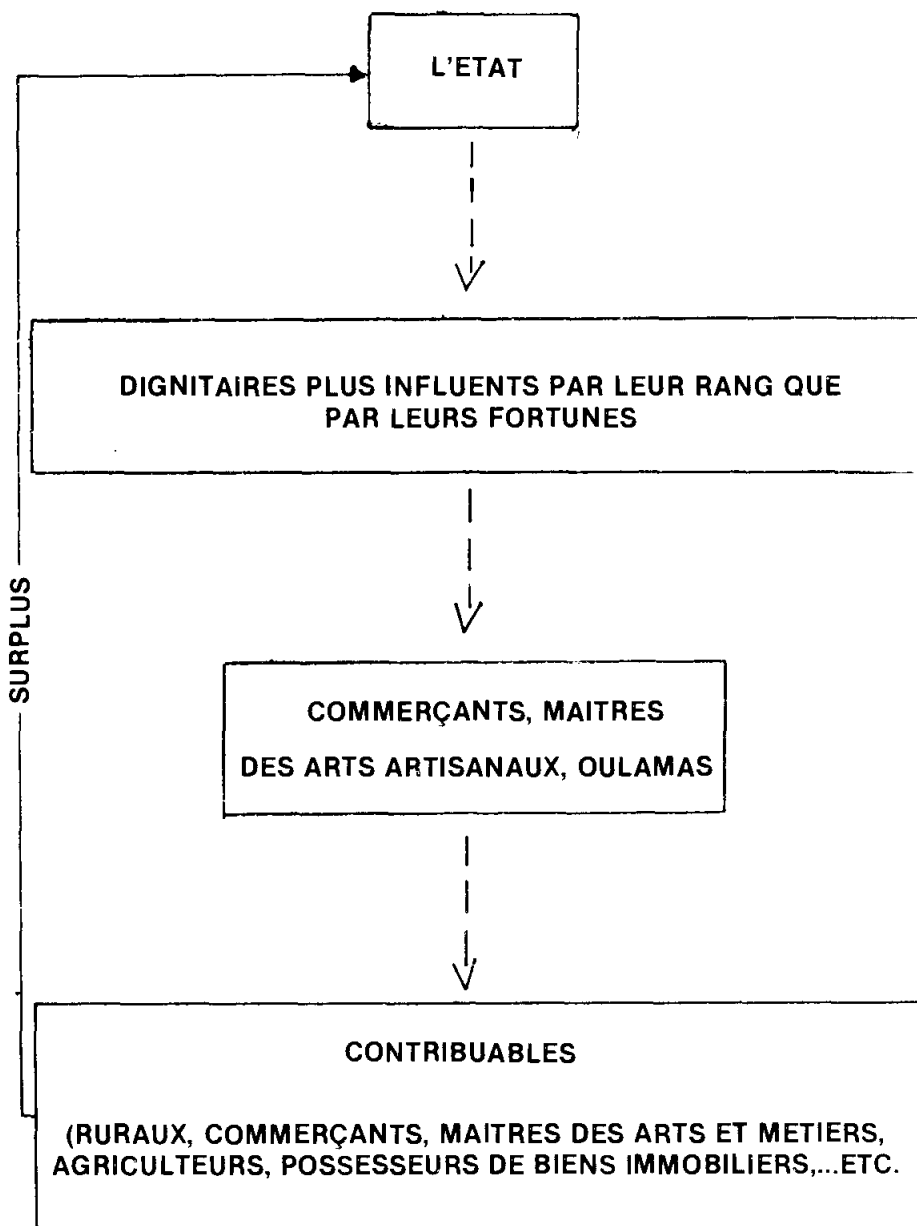 L'ETAT
DIGNITAIRES PLUS INFLUENTS PAR LEUR RANG QUE
PAR LEURS FORTUNES
SURPLUS
COMMERÇANTS, MAITRES
DES ARTS ARTISANAUX, OULAMAS
CONTRIBUABLES
(RURAUX, COMMERÇANTS, MAITRES DES ARTS ET METIERS,
AGRICULTEURS, POSSESSEURS DE BIENS IMMOBILIERS,...ETC.